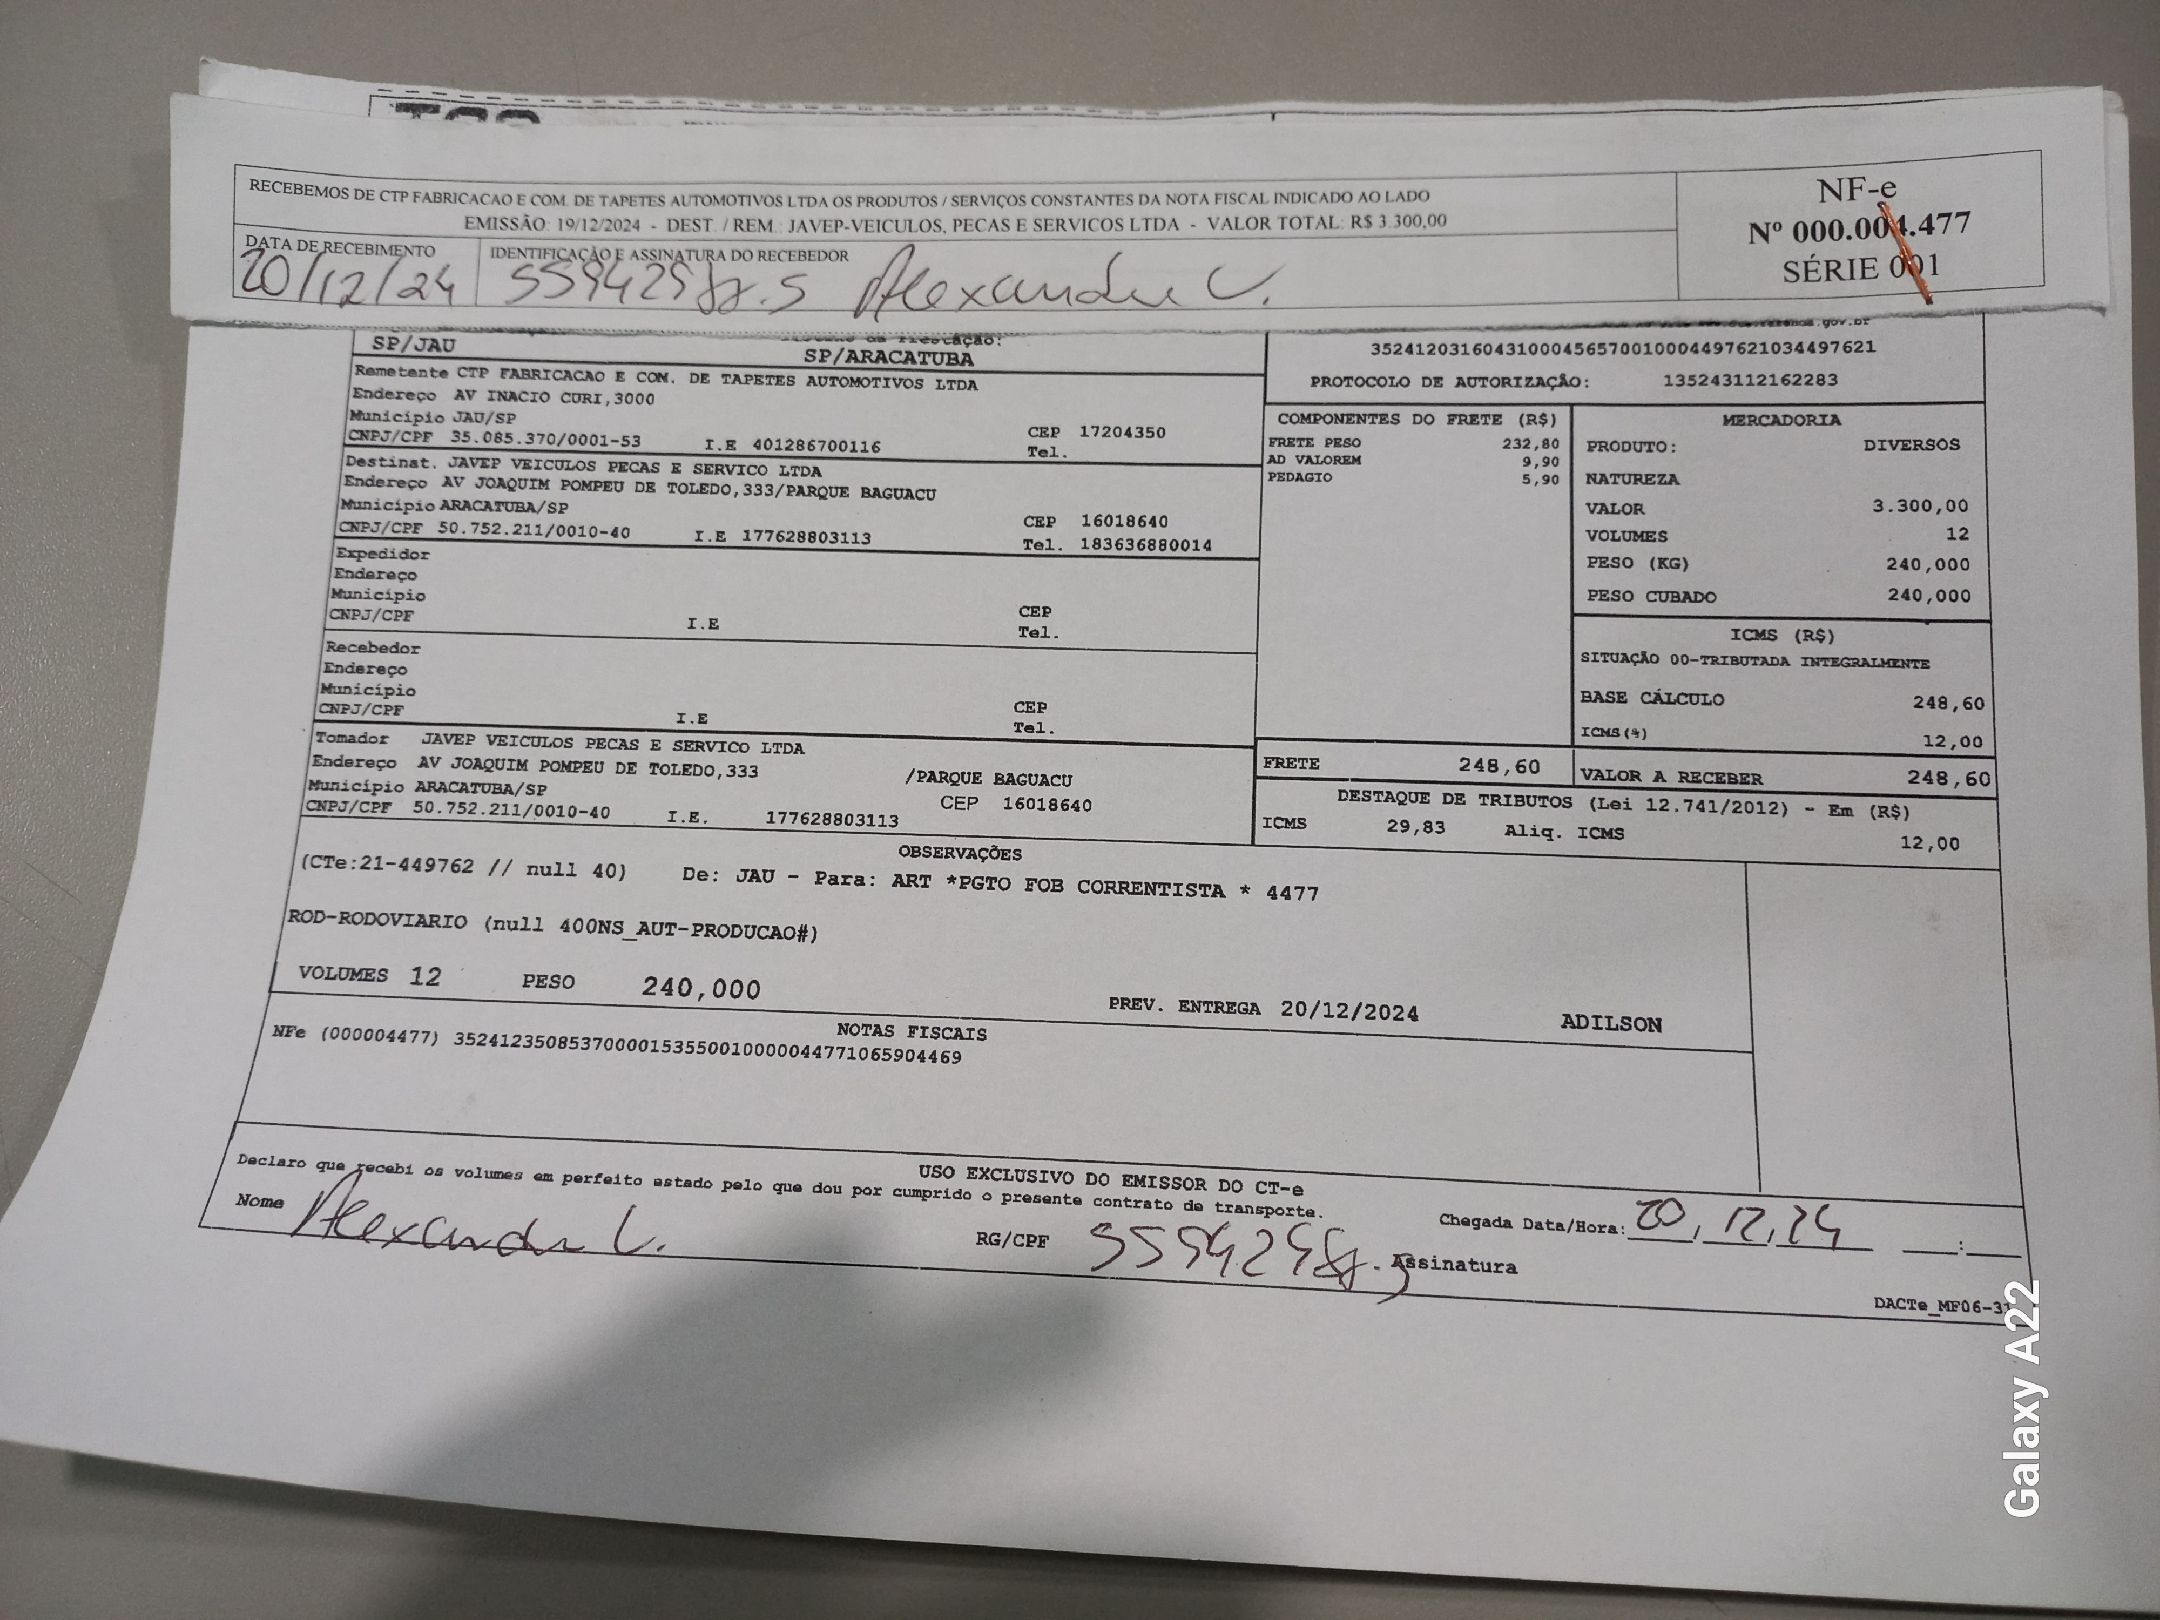 RECEBEMOS DE CTP FABRICACAO E COM. DE TAPETES AUTOMOTIVOS LTDA OS PRODUTOS / SERVIÇOS CONSTANTES DA NOTA FISCAL INDICADO AO LADO
EMISSÃO: 19/12/2024 - DEST. / REM.: JAVEP-VEICULOS, PECAS E SERVICOS LTDA - VALOR TOTAL: R$ 3.300,00
NF-e
Nº 000.004.477
SÉRIE 001
DATA DE RECEBIMENTO
20/12/24
IDENTIFICAÇÃO E ASSINATURA DO RECEBEDOR
Alexandre
SP/JAU SP/ARACATUBA
35241203160431000456570010004497621034497621
PROTOCOLO DE AUTORIZAÇÃO: 135243112162283
Remetente CTP FABRICACAO E COM. DE TAPETES AUTOMOTIVOS LTDA
Endereço AV INACIO CURI,3000
Município JAU/SP CEP 17204350
CNPJ/CPF 35.085.370/0001-53 I.E 401286700116 Tel.
Destinat. JAVEP VEICULOS PECAS E SERVICO LTDA
Endereço AV JOAQUIM POMPEU DE TOLEDO,333/PARQUE BAGUACU
Município ARACATUBA/SP CEP 16018640
CNPJ/CPF 50.752.211/0010-40 I.E 177628803113 Tel. 183636880014
Expedidor
Endereço
Município CEP
CNPJ/CPF I.E Tel.
Recebedor
Endereço
Município CEP
CNPJ/CPF I.E Tel.
Tomador JAVEP VEICULOS PECAS E SERVICO LTDA
Endereço AV JOAQUIM POMPEU DE TOLEDO,333 /PARQUE BAGUACU
Município ARACATUBA/SP CEP 16018640
CNPJ/CPF 50.752.211/0010-40 I.E. 177628803113
COMPONENTES DO FRETE (R$)
FRETE PESO 232,80
AD VALOREM 9,90
PEDAGIO 5,90
MERCADORIA
PRODUTO: DIVERSOS
NATUREZA
VALOR 3.300,00
VOLUMES 12
PESO (KG) 240,000
PESO CUBADO 240,000
ICMS (R$)
SITUAÇÃO 00-TRIBUTADA INTEGRALMENTE
BASE CÁLCULO 248,60
ICMS(%) 12,00
FRETE 248,60 VALOR A RECEBER 248,60
DESTAQUE DE TRIBUTOS (Lei 12.741/2012) - Em (R$)
ICMS 29,83 Aliq. ICMS 12,00
OBSERVAÇÕES
(CTe:21-449762 // null 40) De: JAU - Para: ART *PGTO FOB CORRENTISTA * 4477
ROD-RODOVIARIO (null 400NS_AUT-PRODUCAO#)
VOLUMES 12 PESO 240,000 PREV. ENTREGA 20/12/2024 ADILSON
NOTAS FISCAIS
NFe (000004477) 35241235085370000153550010000044771065904469
USO EXCLUSIVO DO EMISSOR DO CT-e
Declaro que recebi os volumes em perfeito estado pelo que dou por cumprido o presente contrato de transporte.
Nome Alexandre RG/CPF Assinatura
Chegada Data/Hora: 20,12,24 :
DACTe_MF06-31
Galaxy A22